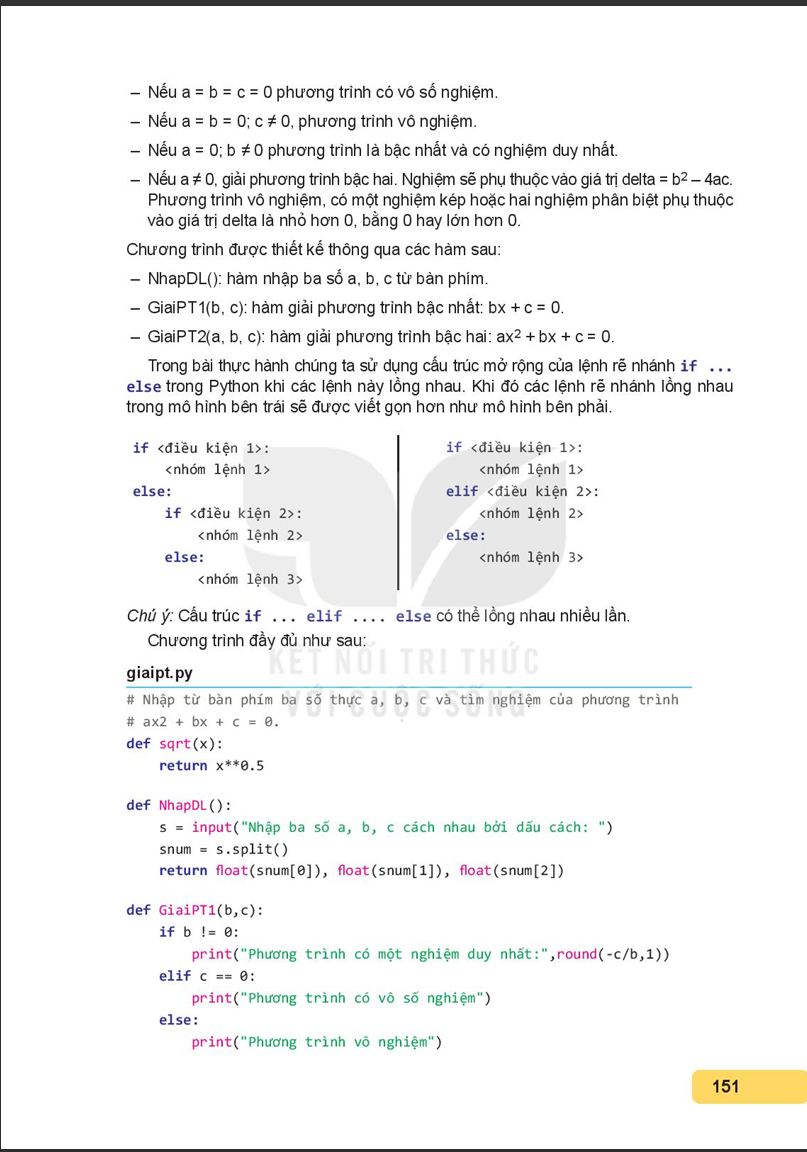 – Nếu a = b = c = 0 phương trình có vô số nghiệm.
– Nếu a = b = 0; c ≠ 0, phương trình vô nghiệm.
– Nếu a = 0; b ≠ 0 phương trình là bậc nhất và có nghiệm duy nhất.
– Nếu a ≠ 0, giải phương trình bậc hai. Nghiệm sẽ phụ thuộc vào giá trị delta = b² – 4ac.
Phương trình vô nghiệm, có một nghiệm kép hoặc hai nghiệm phân biệt phụ thuộc
vào giá trị delta là nhỏ hơn 0, bằng 0 hay lớn hơn 0.
Chương trình được thiết kế thông qua các hàm sau:
– NhapDL(): hàm nhập ba số a, b, c từ bàn phím.
– GiaiPT1(b, c): hàm giải phương trình bậc nhất: bx + c = 0.
– GiaiPT2(a, b, c): hàm giải phương trình bậc hai: ax² + bx + c = 0.
Trong bài thực hành chúng ta sử dụng cấu trúc mở rộng của lệnh rẽ nhánh if ...
else trong Python khi các lệnh này lồng nhau. Khi đó các lệnh rẽ nhánh lồng nhau
trong mô hình bên trái sẽ được viết gọn hơn như mô hình bên phải.
if <điều kiện 1>:
    <nhóm lệnh 1>
else:
    if <điều kiện 2>:
        <nhóm lệnh 2>
    else:
        <nhóm lệnh 3>
if <điều kiện 1>:
    <nhóm lệnh 1>
elif <điều kiện 2>:
    <nhóm lệnh 2>
else:
    <nhóm lệnh 3>
Chú ý: Cấu trúc if ... elif .... else có thể lồng nhau nhiều lần.
Chương trình đầy đủ như sau:
KẾT NỐI TRI THỨC
VỚI CUỘC SỐNG
giaipt.py
# Nhập từ bàn phím ba số thực a, b, c và tìm nghiệm của phương trình
# ax2 + bx + c = 0.
def sqrt(x):
    return x**0.5
def NhapDL():
    s = input("Nhập ba số a, b, c cách nhau bởi dấu cách: ")
    snum = s.split()
    return float(snum[0]), float(snum[1]), float(snum[2])
def GiaiPT1(b,c):
    if b != 0:
        print("Phương trình có một nghiệm duy nhất:",round(-c/b,1))
    elif c == 0:
        print("Phương trình có vô số nghiệm")
    else:
        print("Phương trình vô nghiệm")
151